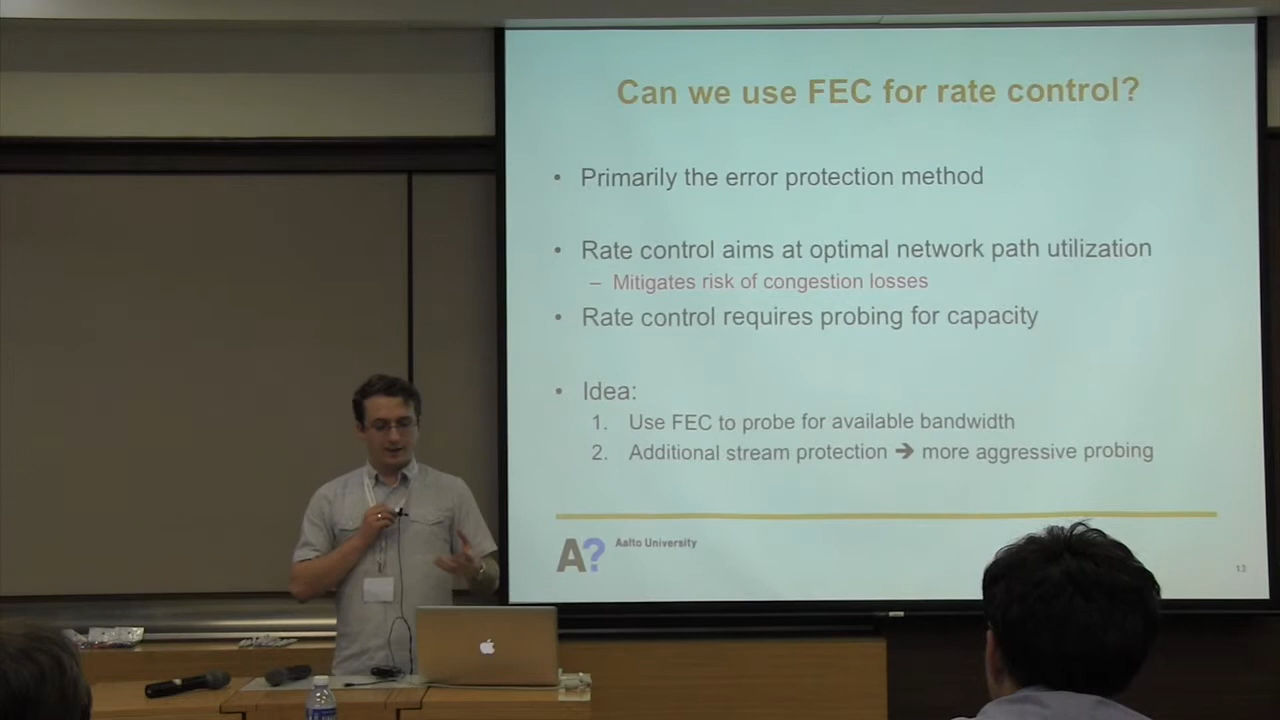 Can we use FEC for rate control?
• Primarily the error protection method
• Rate control aims at optimal network path utilization
– Mitigates risk of congestion losses
• Rate control requires probing for capacity
• Idea:
1. Use FEC to probe for available bandwidth
2. Additional stream protection ➔ more aggressive probing
A? Aalto University
13